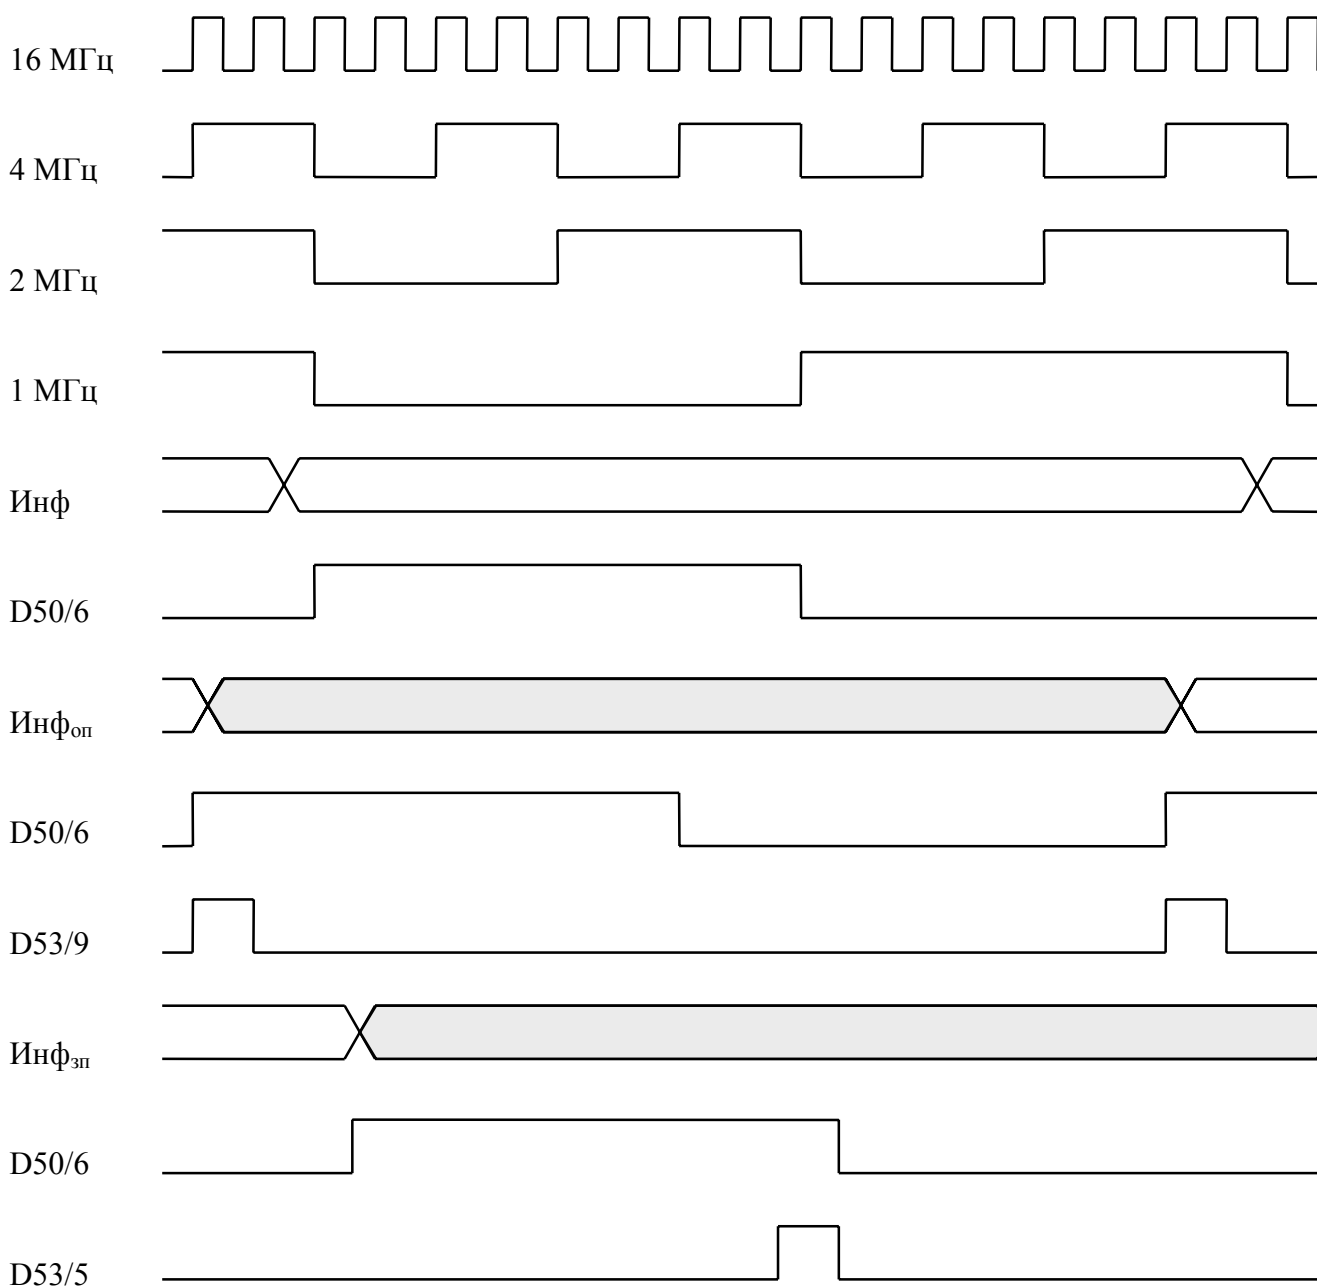 16 МГц
4 МГц
2 МГц
1 МГц
Инф
D50/6
Инфоп
D50/6
D53/9
Инфзп
D50/6
D53/5